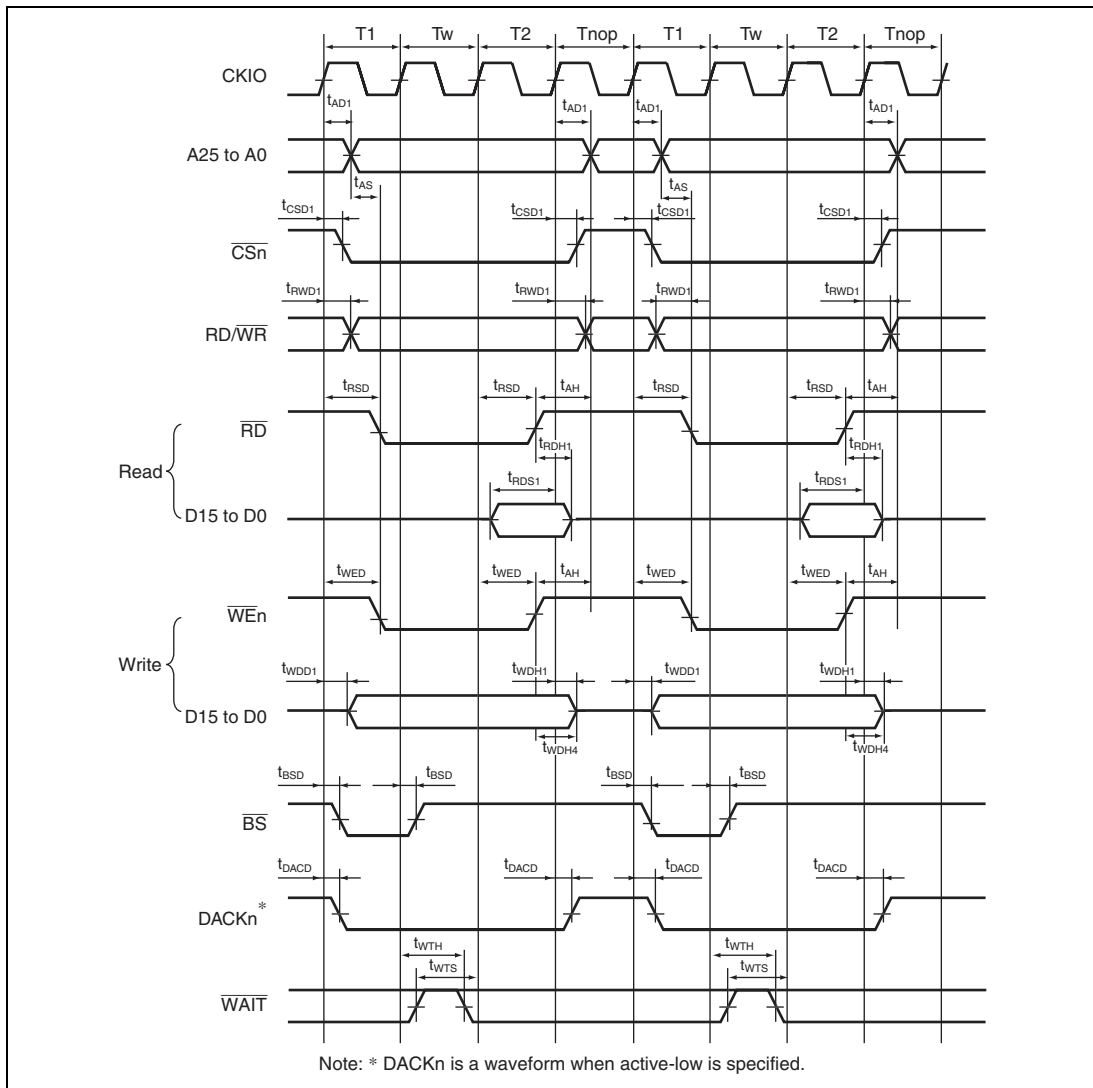 T1 Tw T2 Tnop T1 Tw T2 Tnop
CKIO
tAD1 tAD1 tAD1 tAD1
A25 to A0
tAS tAS
tCSD1 tCSD1 tCSD1 tCSD1
CSn
tRWD1 tRWD1 tRWD1 tRWD1
RD/WR
tRSD tRSD tAH tRSD tRSD tAH
RD
tRDH1 tRDH1
Read
tRDS1 tRDS1
D15 to D0
tWED tWED tAH tWED tWED tAH
WEn
Write
tWDD1 tWDH1 tWDD1 tWDH1
D15 to D0
tWDH4 tWDH4
tBSD tBSD tBSD tBSD
BS
tDACD tDACD tDACD tDACD
DACKn*
tWTH tWTH
tWTS tWTS
WAIT
Note: * DACKn is a waveform when active-low is specified.